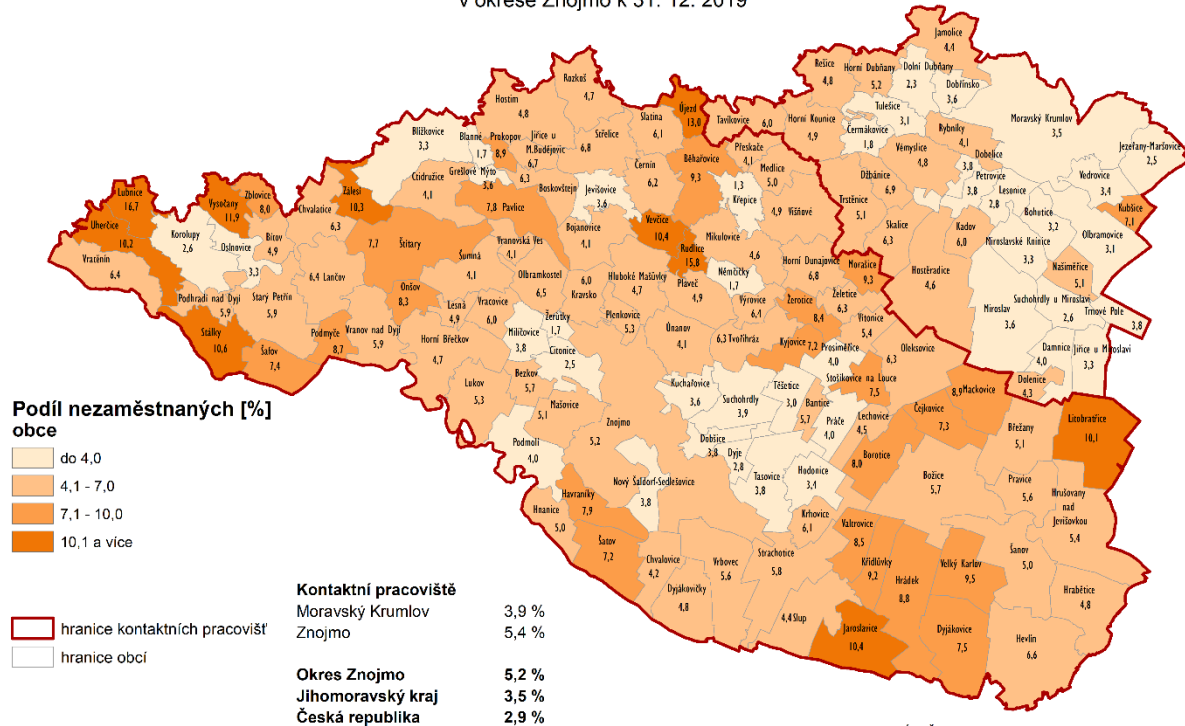 v okrese Znojmo k 31. 12. 2019
Jamolice
4,4
Rešice
4,8
Horní Dubňany
5,2
Dolní Dubňany
2,3
Dobřínsko
3,6
Rozkoš
4,7
Hostim
4,8
Újezd
13,0
Slatina
6,1
Tavíkovice 6,0
Horní Kounice
4,9
Tulešice
3,1
Čermákovice
1,8
Moravský Krumlov
3,5
Rybníky
4,1
Jezeřany-Maršovice
2,5
Blížkovice
3,3
Blanné
1,7
Prokopov
8,9
Jiřice u
M.Budějovic
6,7
Střelice
6,8
Přeskače
4,1
Běhařovice
9,3
Medlice
5,0
Vémyslice
4,8
Dobelice
3,8
Petrovice
3,8
Vedrovice
3,4
Grešlové Mýto
3,6
6,3
Boskovštejn
Černín
6,2
Džbánice
6,9
Lesonice
2,8
Ctidružice
4,1
Jevišovice
3,6
1,3
Křepice
4,9
Višňové
Trstěnice
5,1
Bohutice
3,2
Kubšice
7,1
Lubnice
16,7
Vysočany
11,9
Zblovice
8,0
Zálesí
10,3
Chvalatice
6,3
7,8 Pavlice
Vevčice
10,4
Skalice
6,3
Kadov
6,0
Olbramovice
3,1
Uherčice
10,2
Korolupy
2,6
Oslnovice
3,3
Bítov
4,9
7,7
Štítary
Šumná
4,1
Vranovská Ves
4,1
Bojanovice
4,1
Rudlice
15,8
Mikulovice
4,6
Miroslavské Knínice
3,3
Vratěnín
6,4
6,4 Lančov
Olbramkostel
6,5
6,0
Kravsko
Hluboké Mašůvky
4,7
Němčičky
1,7
Horní Dunajovice
6,8
Morašice
9,3
Hostěradice
4,6
Našiměřice
5,1
Podhradí nad Dyjí
5,9
Starý Petřín
5,9
Onšov
8,3
Lesná
4,9
Vracovice
6,0
Žerůtky
1,7
Plaveč
4,9
Výrovice
6,4
Žerotice
8,4
Želetice
6,3
Suchohrdly u Miroslavi
2,6
Stálky
10,6
Podmyče
8,7
Vranov nad Dyjí
5,9
Milíčovice
3,8
Plenkovice
5,3
Vítonice
5,4
Miroslav
3,6
Trnové Pole
3,8
Šafov
7,4
Horní Břečkov
4,7
Citonice
2,5
Únanov
4,1
6,3 Tvořihráz
Kyjovice
7,2
Prosiměřice
4,0
6,3
Oleksovice
Damnice
4,0
Jiřice u Miroslavi
3,3
Bezkov
5,7
Lukov
5,3
Kuchařovice
3,6
Těšetice
3,0
Stošíkovice na Louce
7,5
8,9
Mackovice
Dolenice
4,3
Podíl nezaměstnaných [%]
obce
do 4,0
4,1 - 7,0
7,1 - 10,0
10,1 a více
hranice kontaktních pracovišť
hranice obcí
Mašovice
5,1
Znojmo
5,2
Suchohrdly
3,9
Bantice
5,7
Práče
4,0
Lechovice
4,5
Čejkovice
7,3
Břežany
5,1
Litobratřice
10,1
Podmolí
4,0
Dobšice
3,8
Dyje
2,8
Hodonice
3,4
Borotice
8,0
Božice
5,7
Pravice
5,6
Nový Šaldorf-Sedlešovice
3,8
Tasovice
3,8
Hrušovany
nad
Jevišovkou
5,4
Havraníky
7,9
Hnanice
5,0
Krhovice
6,1
Šatov
7,2
Valtrovice
8,5
Chvalovice
4,2
Vrbovec
5,6
Strachotice
5,8
Křídlůvky
9,2
Velký Karlov
9,5
Šanov
5,0
Dyjákovičky
4,8
Hrádek
8,8
Hrabětice
4,8
4,4 Slup
Jaroslavice
10,4
Dyjákovice
7,5
Hevlín
6,6
Kontaktní pracoviště
Moravský Krumlov 3,9 %
Znojmo 5,4 %
Okres Znojmo 5,2 %
Jihomoravský kraj 3,5 %
Česká republika 2,9 %